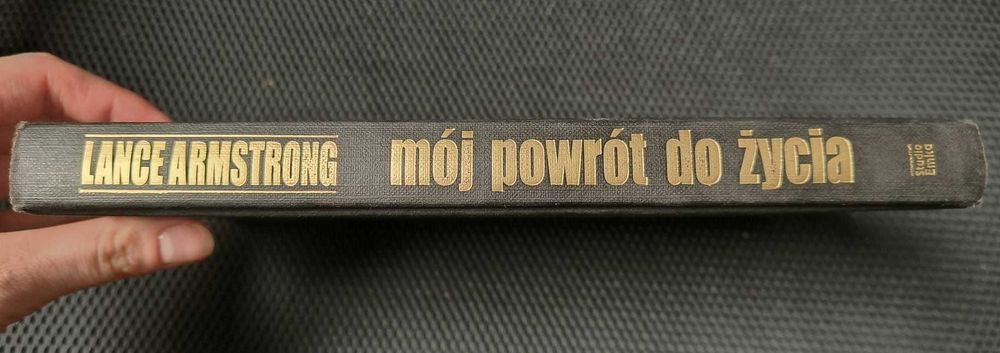 LANCE ARMSTRONG
mój powrót do życia
Studio
Emka